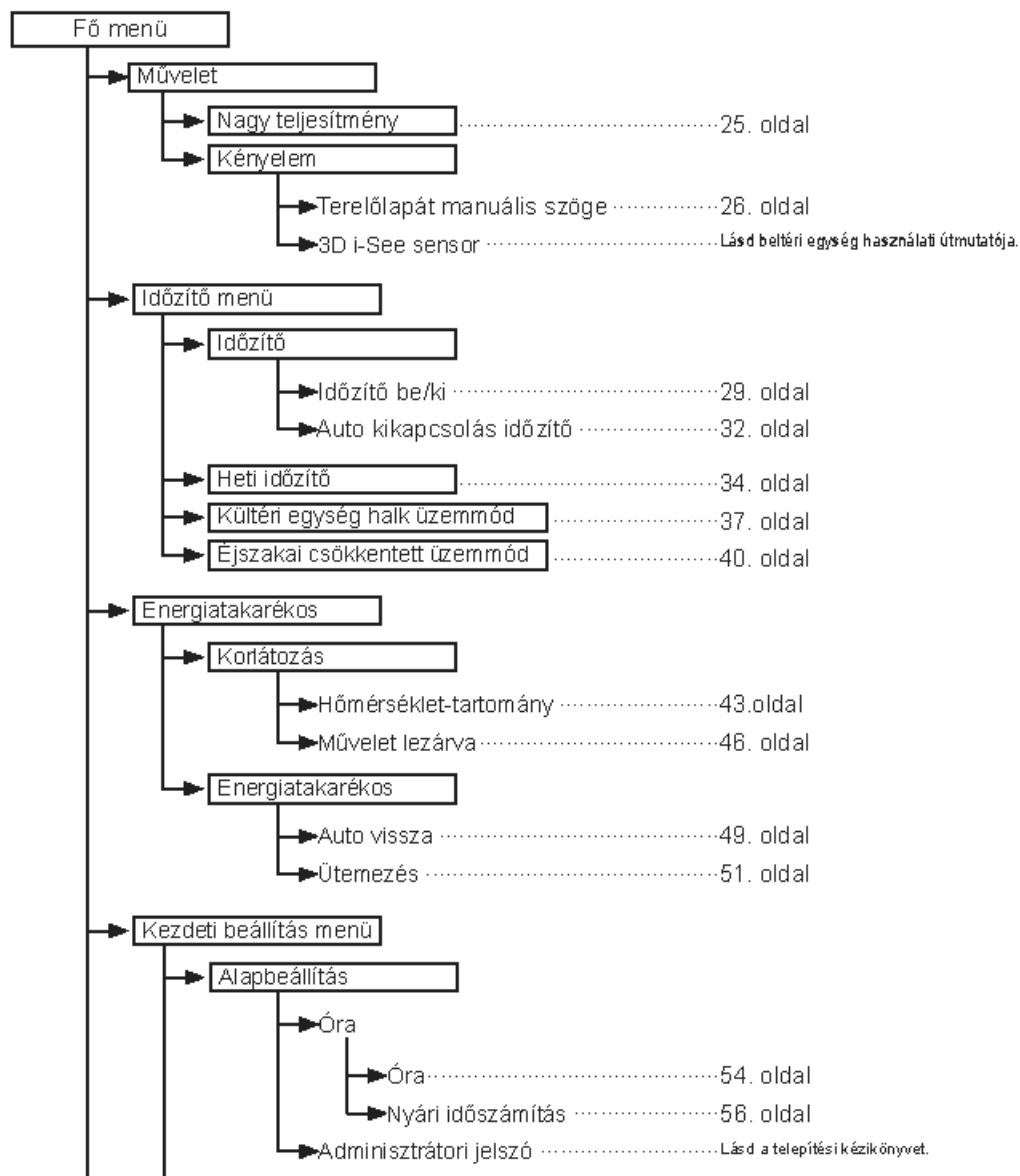 Fő menü
Művelet
Nagy teljesítmény 25. oldal
Kényelem
Terelőlapát manuális szöge 26. oldal
3D i-See sensor Lásd beltéri egység használati útmutatója.
Időzítő menü
Időzítő
Időzítő be/ki 29. oldal
Auto kikapcsolás időzítő 32. oldal
Heti időzítő 34. oldal
Kültéri egység halk üzemmód 37. oldal
Éjszakai csökkentett üzemmód 40. oldal
Energiatakarékos
Korlátozás
Hőmérséklet-tartomány 43.oldal
Művelet lezárva 46. oldal
Energiatakarékos
Auto vissza 49. oldal
Ütemezés 51. oldal
Kezdeti beállítás menü
Alapbeállítás
Óra
Óra 54. oldal
Nyári időszámítás 56. oldal
Adminisztrátori jelszó Lásd a telepítési kézikönyvet.